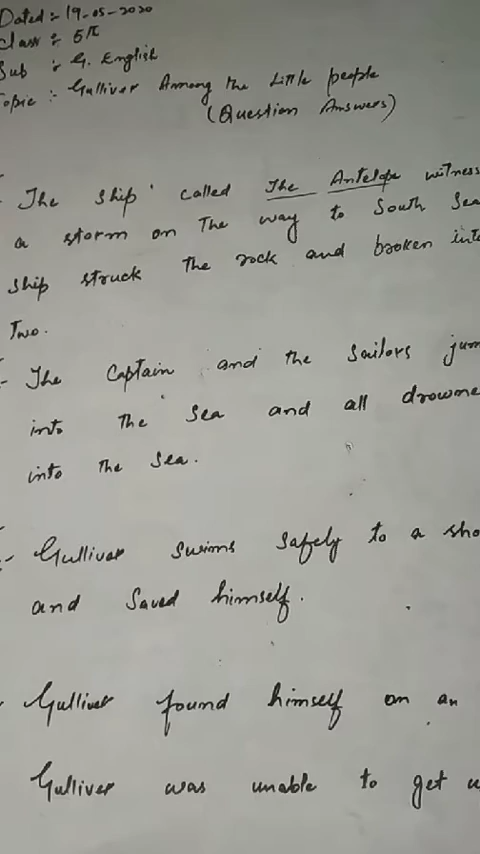 Dated :- 19-05-2020
Class :- 5th
Sub :- G. English
Topic :- Gulliver Among the Little people
(Question Answers)
The ship called The Antelope witness
a storm on The way to South Sea
ship struck the rock and broken into
Two.
The Captain and the Sailors jum
into The Sea and all drowne
into The Sea.
Gulliver swims safely to a sho
and Saved himself.
Gulliver found himself on an
Gulliver was unable to get u